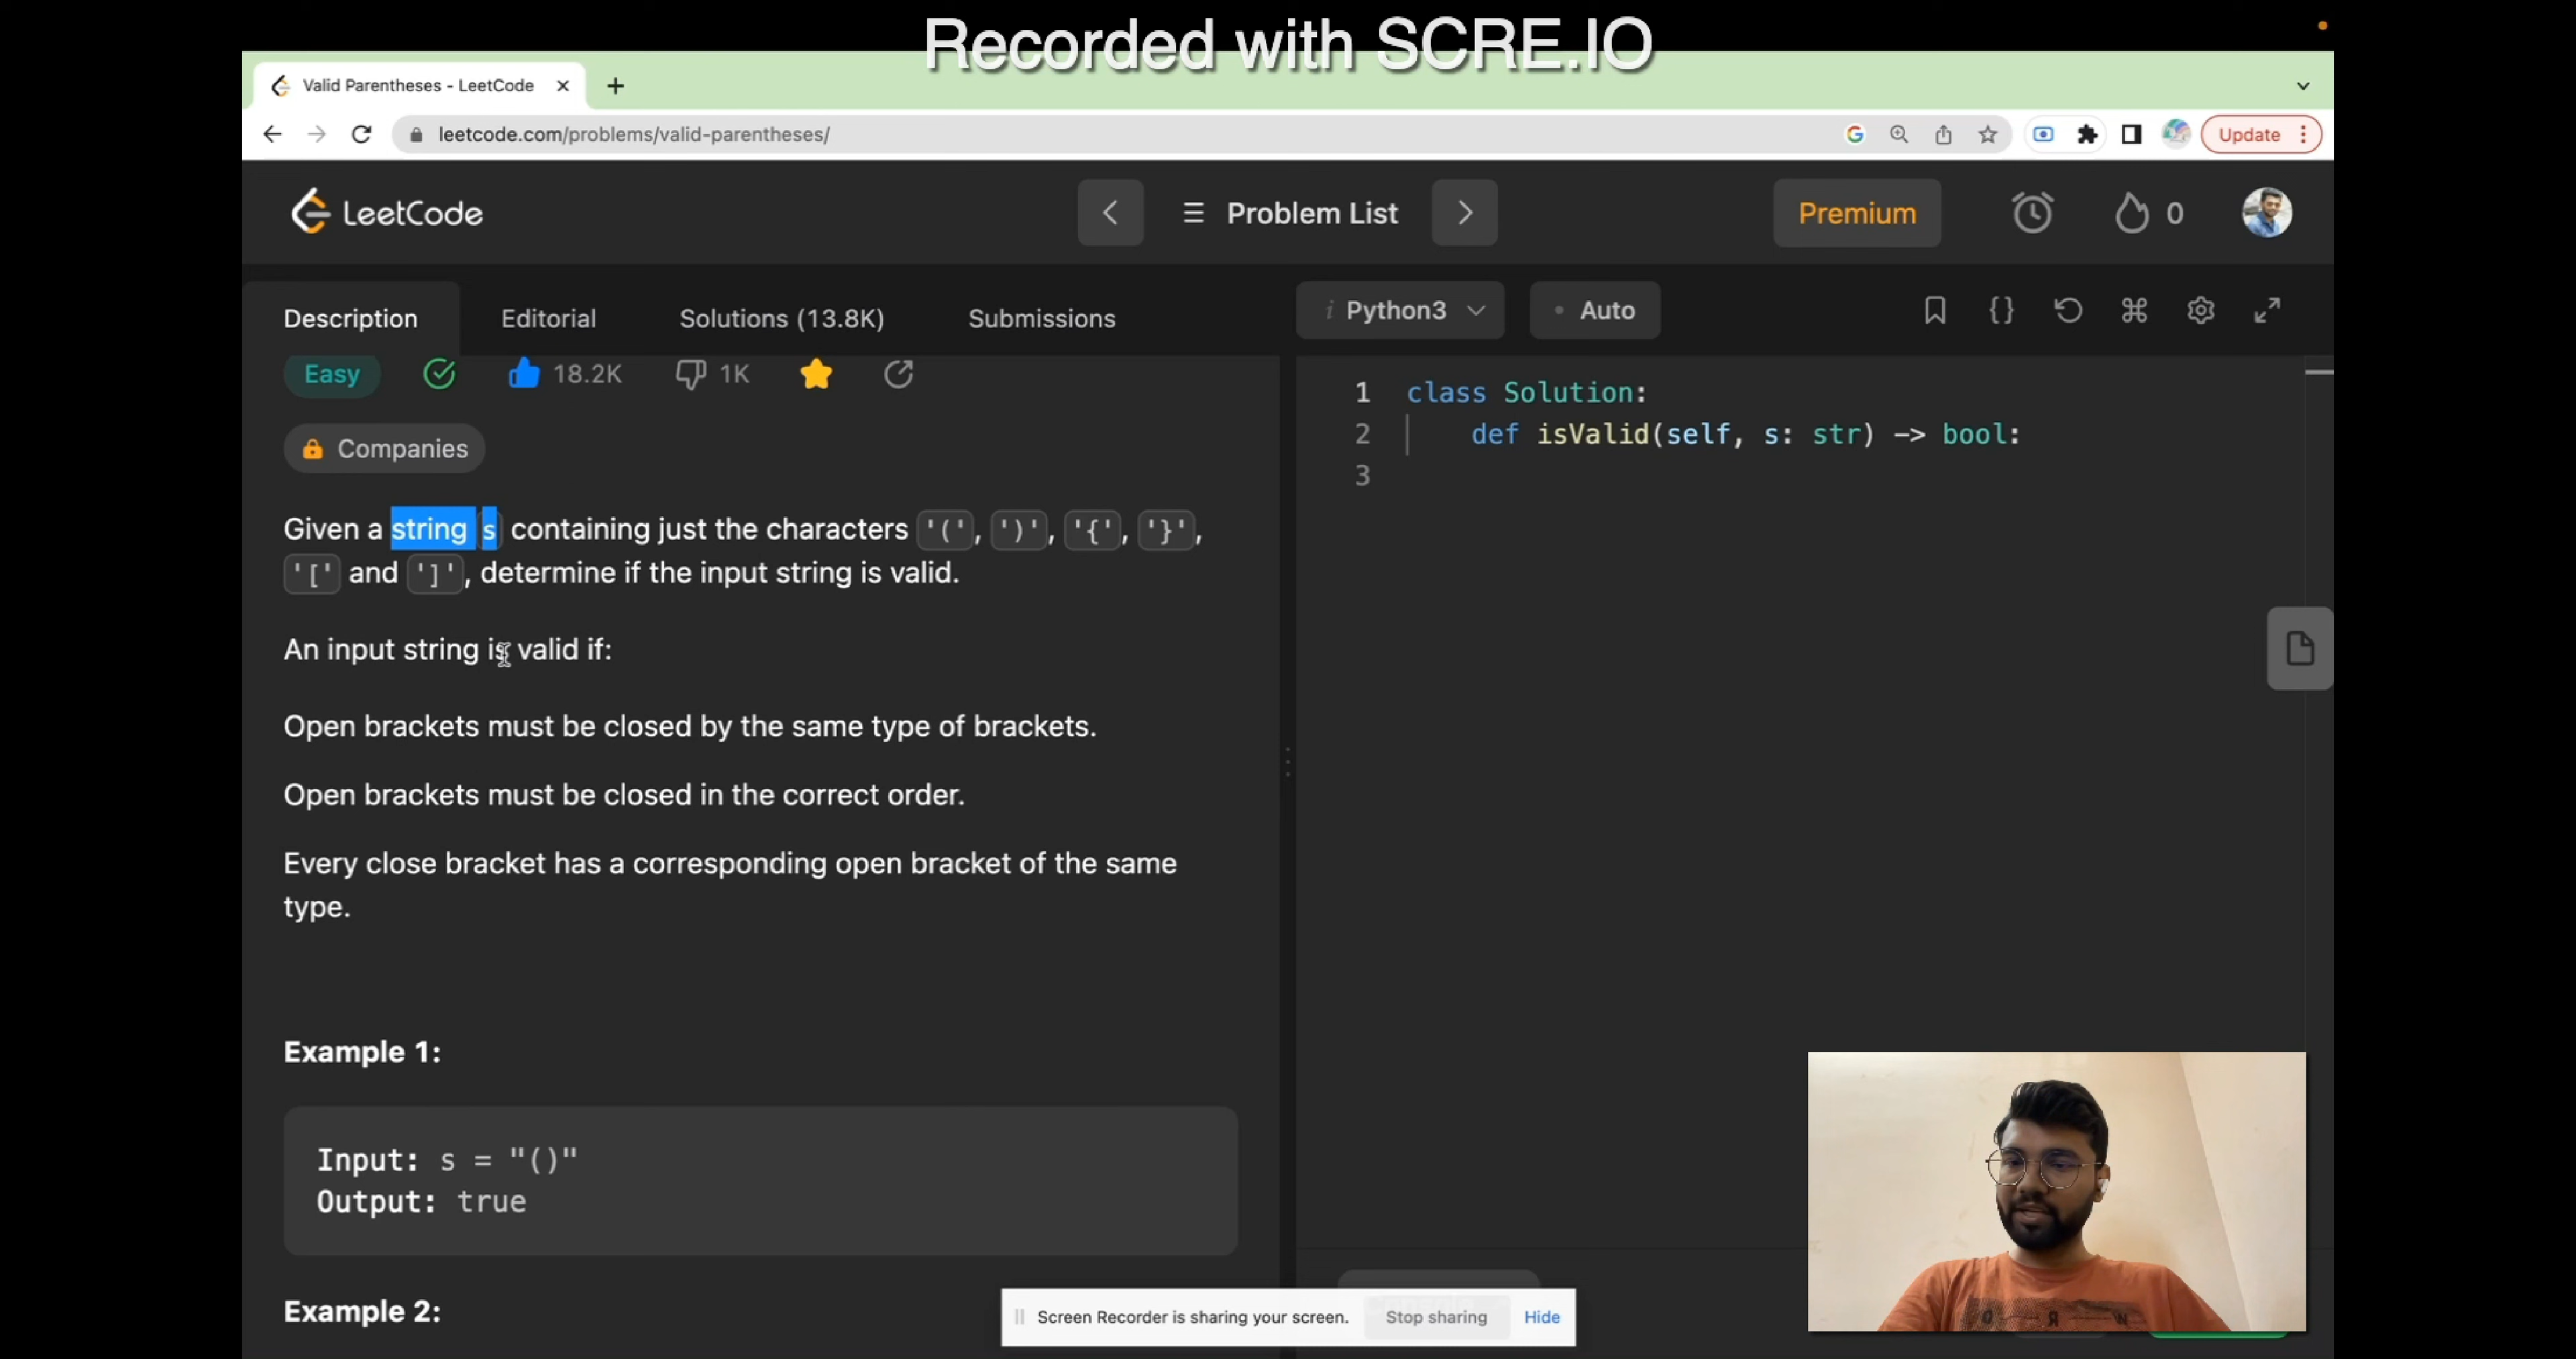 Recorded with SCRE.IO
Valid Parentheses - LeetCode
leetcode.com/problems/valid-parentheses/
Update
LeetCode
Problem List
Premium
0
Description
Editorial
Solutions (13.8K)
Submissions
Python3
Auto
Easy
18.2K
1K
Companies
Given a string s containing just the characters '(', ')', '{', '}',
'[' and ']', determine if the input string is valid.
An input string is valid if:
Open brackets must be closed by the same type of brackets.
Open brackets must be closed in the correct order.
Every close bracket has a corresponding open bracket of the same
type.
Example 1:
Input: s = "()"
Output: true
Example 2:
1 class Solution:
2 def isValid(self, s: str) -> bool:
3
Screen Recorder is sharing your screen.
Stop sharing
Hide